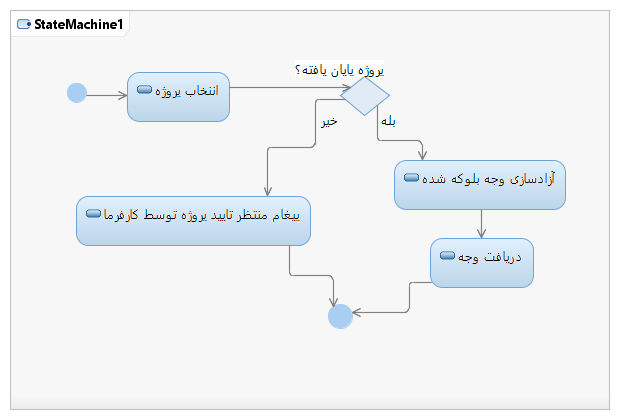 StateMachine1
پروژه پایان یافته؟
انتخاب پروژه
خیر
بله
آزادسازی وجه بلوکه شده
پیغام منتظر تایید پروژه توسط کارفرما
دریافت وجه